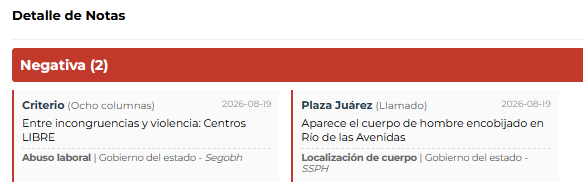 Detalle de Notas
Negativa (2)
Criterio (Ocho columnas) 2026-08-19
Entre incongruencias y violencia: Centros
LIBRE
Abuso laboral | Gobierno del estado - Segobh
Plaza Juárez (Llamado) 2026-08-19
Aparece el cuerpo de hombre encobijado en
Río de las Avenidas
Localización de cuerpo | Gobierno del estado -
SSPH